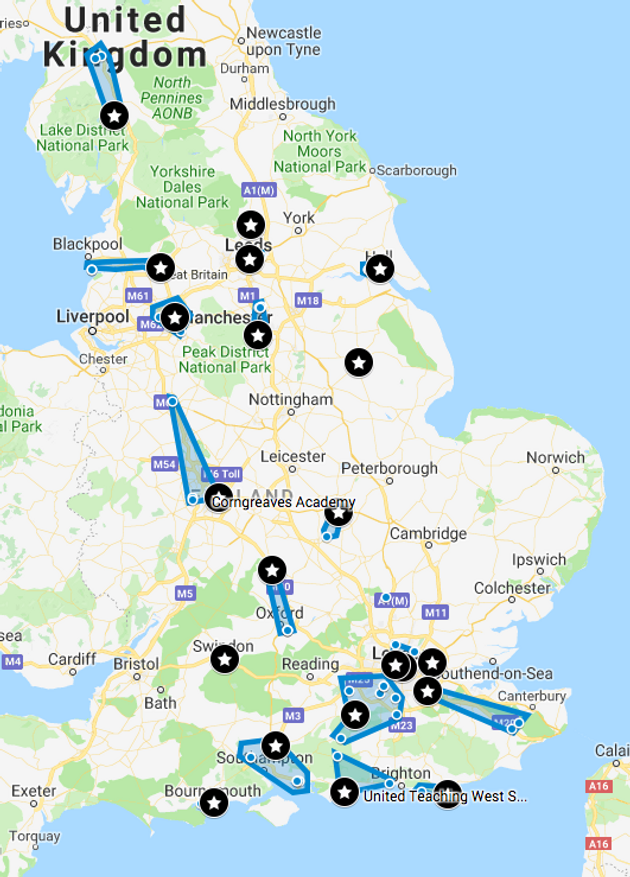 United
Kingdom
ries
Newcastle
upon Tyne
North
Pennines
AONB
Durham
Middlesbrough
Lake District
National Park
North York
Moors
National Park
Scarborough
Yorkshire
Dales
National Park
A1(M)
York
Blackpool
Leeds
Hull
eat Britain
M61
M1
M18
Liverpool
M62
Manchester
Chester
Peak District
National Park
donia
al Park
M6
Nottingham
M54
M6 Toll
Leicester
Peterborough
Norwich
ENGLAND
Corngreaves Academy
Cambridge
Ipswich
M5
M40
Colchester
A1(M)
M11
Oxford
sea
M4
Cardiff
Bristol
Swindon
Reading
Lo
Southend-on-Sea
M25
Canterbury
Bath
M3
M23
M20
Southampton
Brighton
Calai
Exeter
Bournemouth
United Teaching West S...
A16
Torquay
A16